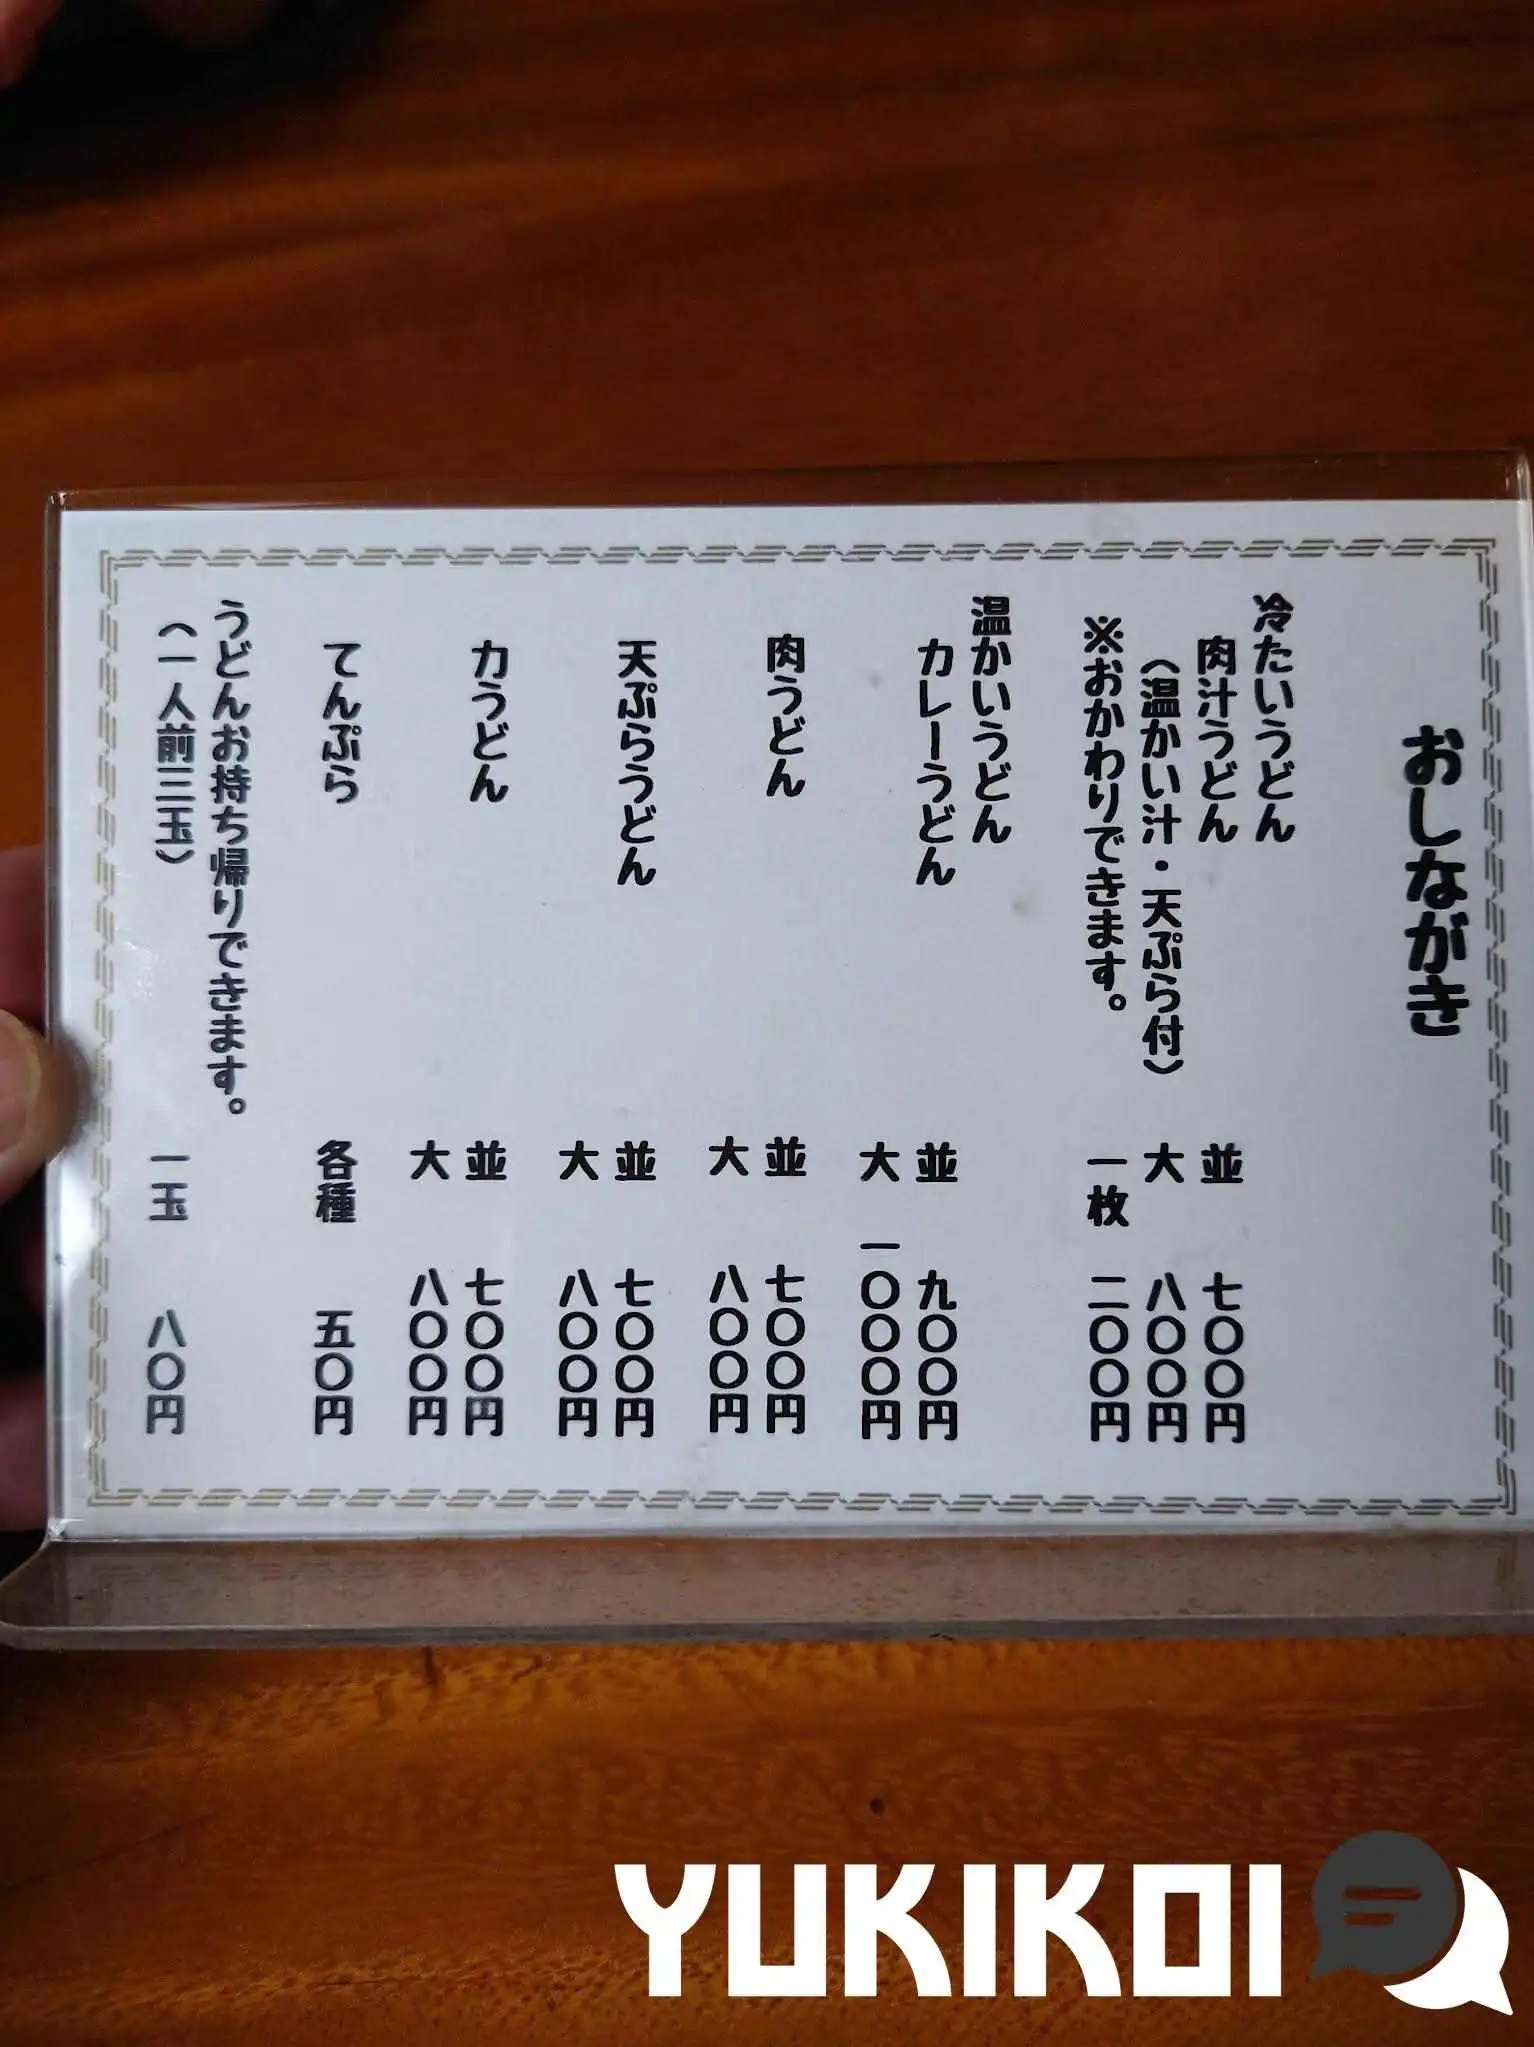 おしながき
冷たいうどん
肉汁うどん 並 七〇〇円
(温かい汁・天ぷら付) 大 八〇〇円
※おかわりできます。 一枚 二〇〇円
温かいうどん
カレーうどん 並 九〇〇円
大 一〇〇〇円
肉うどん 並 七〇〇円
大 八〇〇円
天ぷらうどん 並 七〇〇円
大 八〇〇円
力うどん 並 七〇〇円
大 八〇〇円
てんぷら 各種 五〇円
うどんお持ち帰りできます。
(一人前三玉) 一玉 八〇円
YUKIKOI